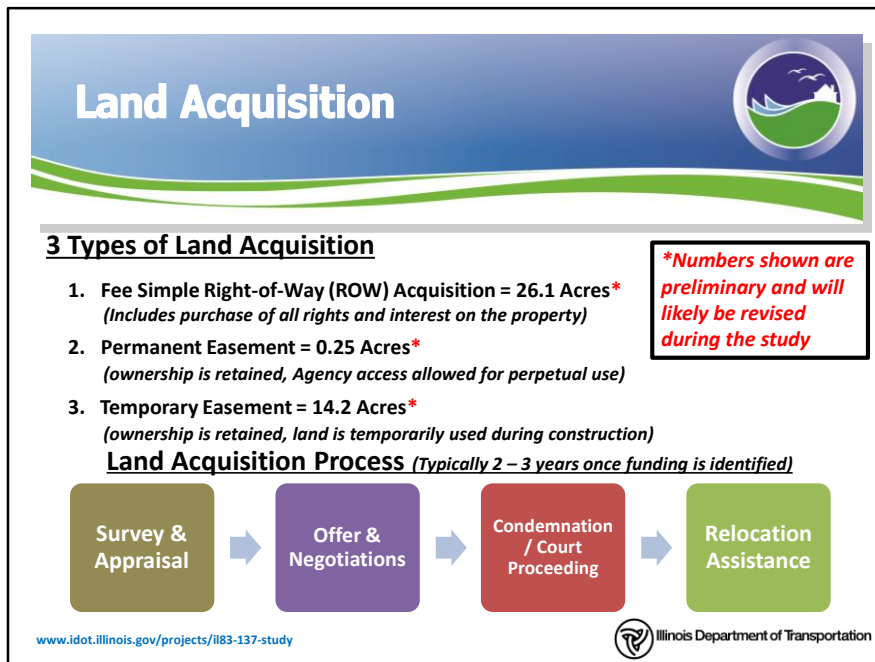 Land Acquisition
3 Types of Land Acquisition
*Numbers shown are
preliminary and will
likely be revised
during the study
1. Fee Simple Right-of-Way (ROW) Acquisition = 26.1 Acres*
(Includes purchase of all rights and interest on the property)
2. Permanent Easement = 0.25 Acres*
(ownership is retained, Agency access allowed for perpetual use)
3. Temporary Easement = 14.2 Acres*
(ownership is retained, land is temporarily used during construction)
Land Acquisition Process (Typically 2 – 3 years once funding is identified)
Survey &
Appraisal
Offer &
Negotiations
Condemnation
/ Court
Proceeding
Relocation
Assistance
www.idot.illinois.gov/projects/il83-137-study
Illinois Department of Transportation